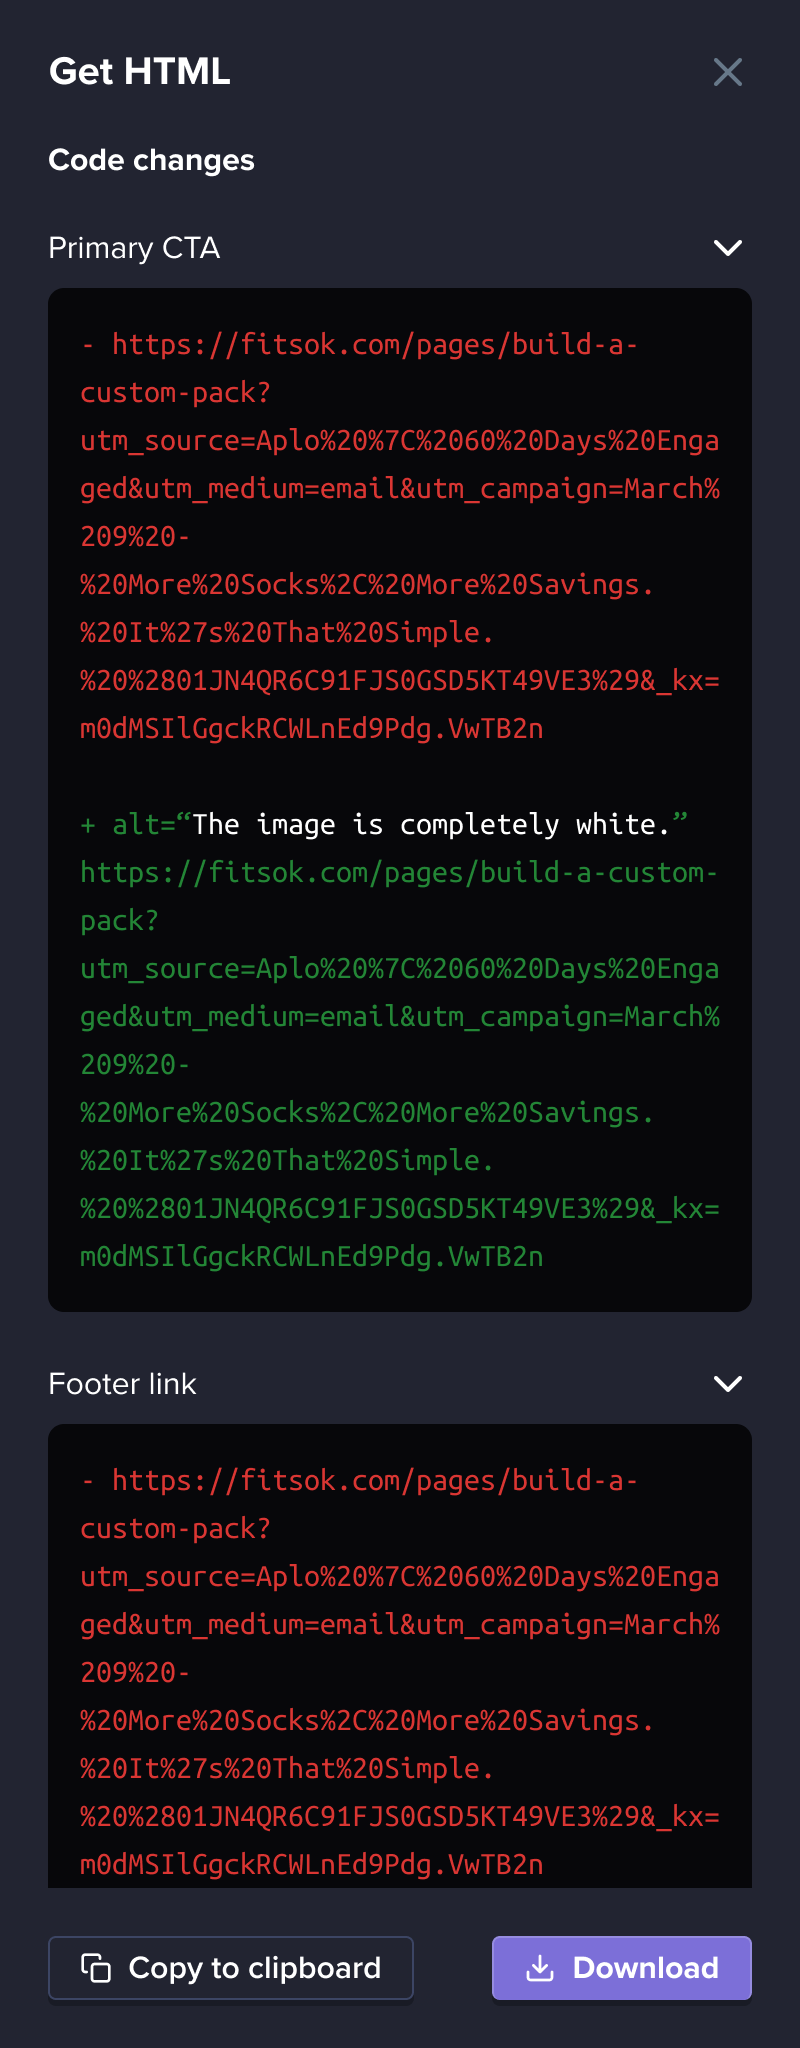 Get HTML
Code changes
Primary CTA
- https://fitsok.com/pages/build-a-
custom-pack?
utm_source=Aplo%20%7C%2060%20Days%20Enga
ged&utm_medium=email&utm_campaign=March%
209%20-
%20More%20Socks%2C%20More%20Savings.
%20It%27s%20That%20Simple.
%20%2801JN4QR6C91FJS0GSD5KT49VE3%29&_kx=
m0dMSIlGgckRCWLnEd9Pdg.VwTB2n
+ alt=“The image is completely white.”
https://fitsok.com/pages/build-a-custom-
pack?
utm_source=Aplo%20%7C%2060%20Days%20Enga
ged&utm_medium=email&utm_campaign=March%
209%20-
%20More%20Socks%2C%20More%20Savings.
%20It%27s%20That%20Simple.
%20%2801JN4QR6C91FJS0GSD5KT49VE3%29&_kx=
m0dMSIlGgckRCWLnEd9Pdg.VwTB2n
Footer link
- https://fitsok.com/pages/build-a-
custom-pack?
utm_source=Aplo%20%7C%2060%20Days%20Enga
ged&utm_medium=email&utm_campaign=March%
209%20-
%20More%20Socks%2C%20More%20Savings.
%20It%27s%20That%20Simple.
%20%2801JN4QR6C91FJS0GSD5KT49VE3%29&_kx=
m0dMSIlGgckRCWLnEd9Pdg.VwTB2n
Copy to clipboard
Download